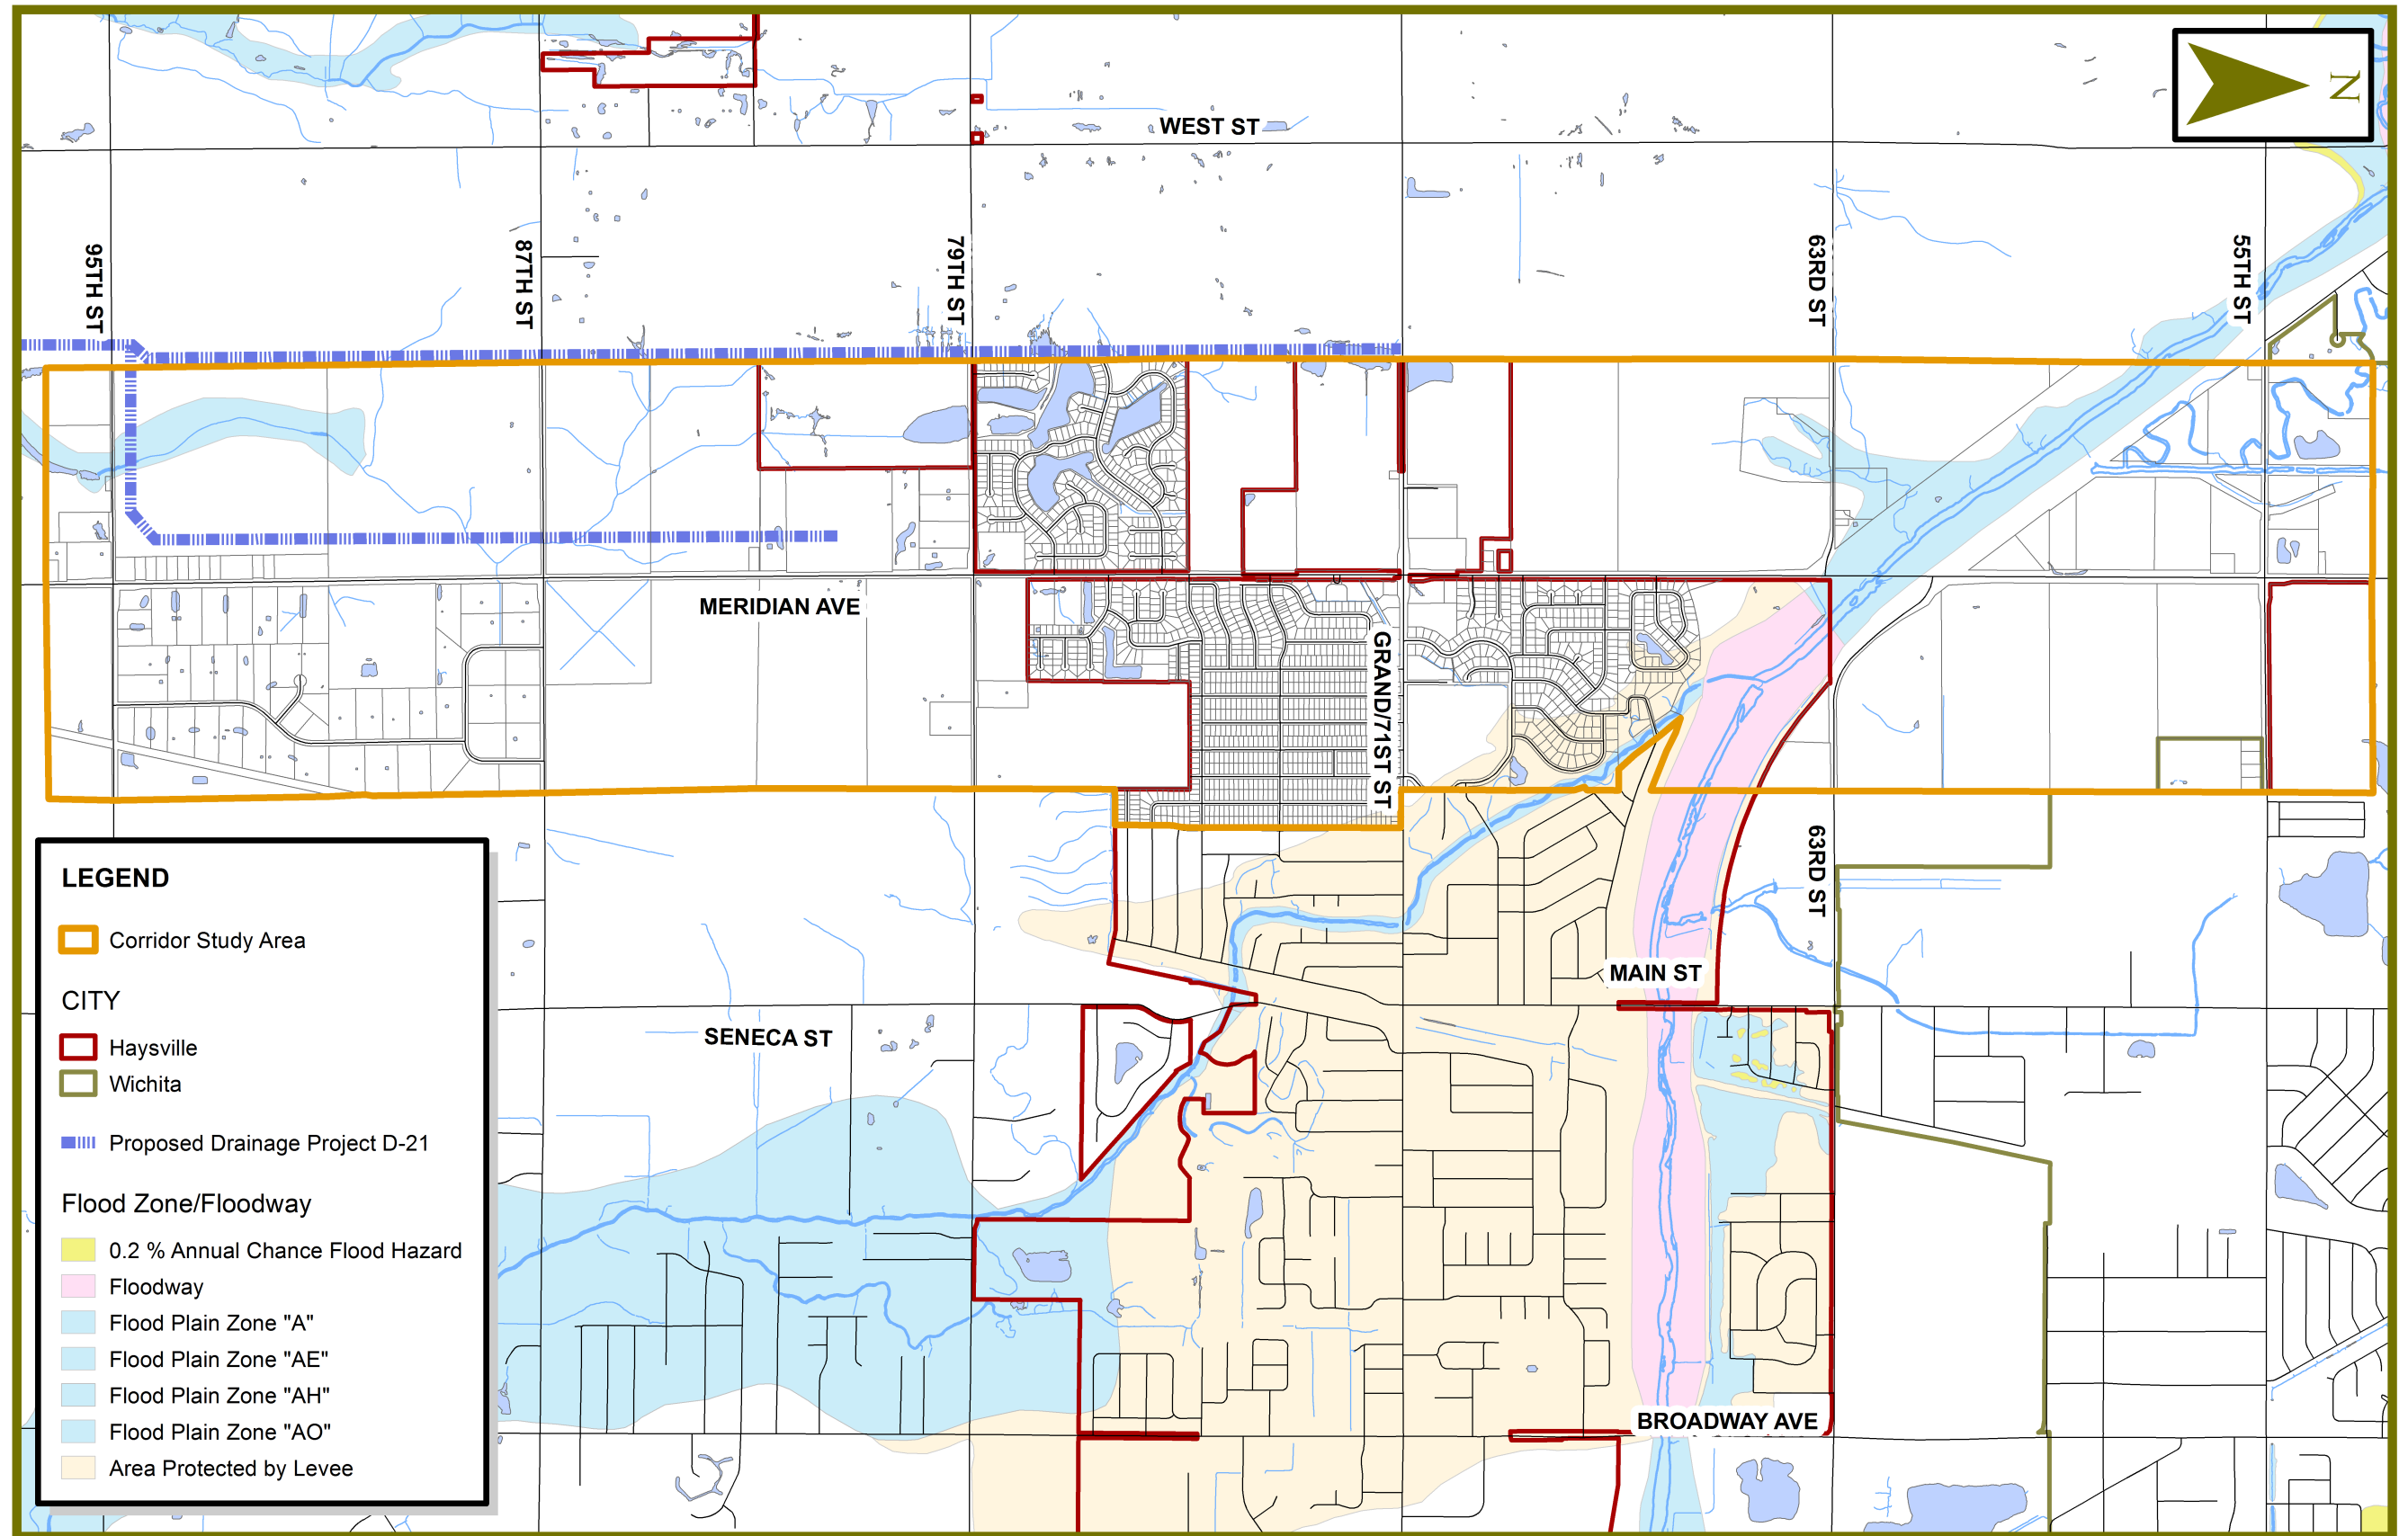 N
WEST ST
95TH ST
87TH ST
79TH ST
63RD ST
55TH ST
MERIDIAN AVE
GRAND/71ST ST
63RD ST
MAIN ST
SENECA ST
BROADWAY AVE
LEGEND
Corridor Study Area
CITY
Haysville
Wichita
Proposed Drainage Project D-21
Flood Zone/Floodway
0.2 % Annual Chance Flood Hazard
Floodway
Flood Plain Zone "A"
Flood Plain Zone "AE"
Flood Plain Zone "AH"
Flood Plain Zone "AO"
Area Protected by Levee